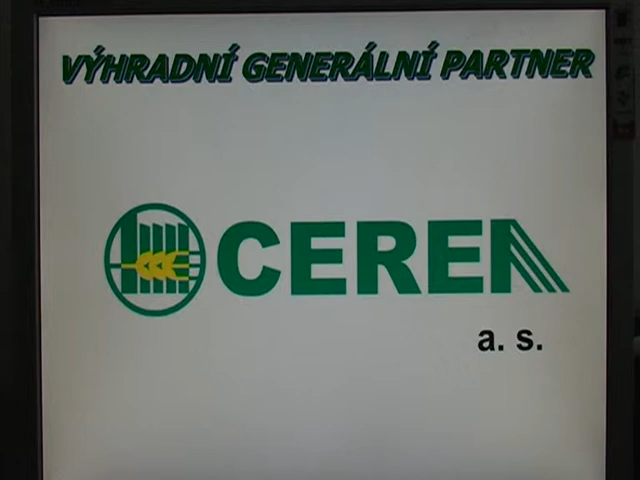 VÝHRADNÍ GENERÁLNÍ PARTNER
CEREA
a. s.